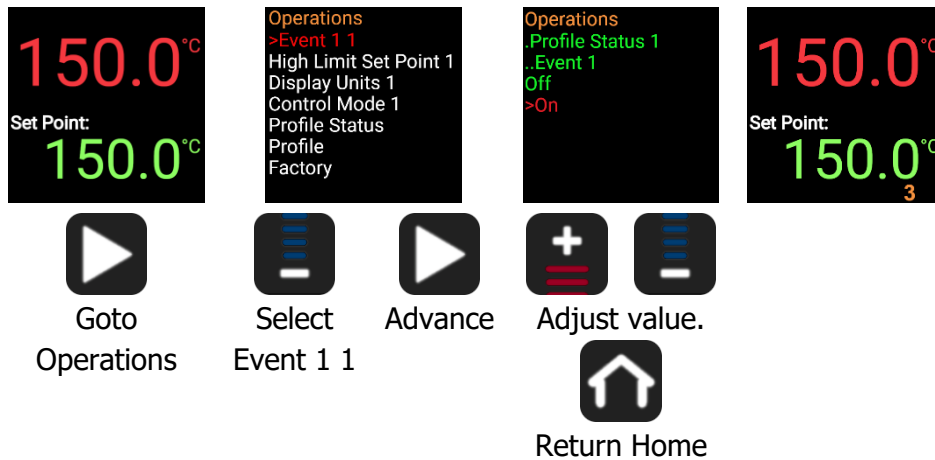 150.0°C
Set Point:
150.0°C
Operations
>Event 1 1
High Limit Set Point 1
Display Units 1
Control Mode 1
Profile Status
Profile
Factory
Operations
.Profile Status 1
..Event 1
Off
>On
150.0°C
Set Point:
150.0°C
3
Goto
Operations
Select
Event 1 1
Advance
Adjust value.
Return Home